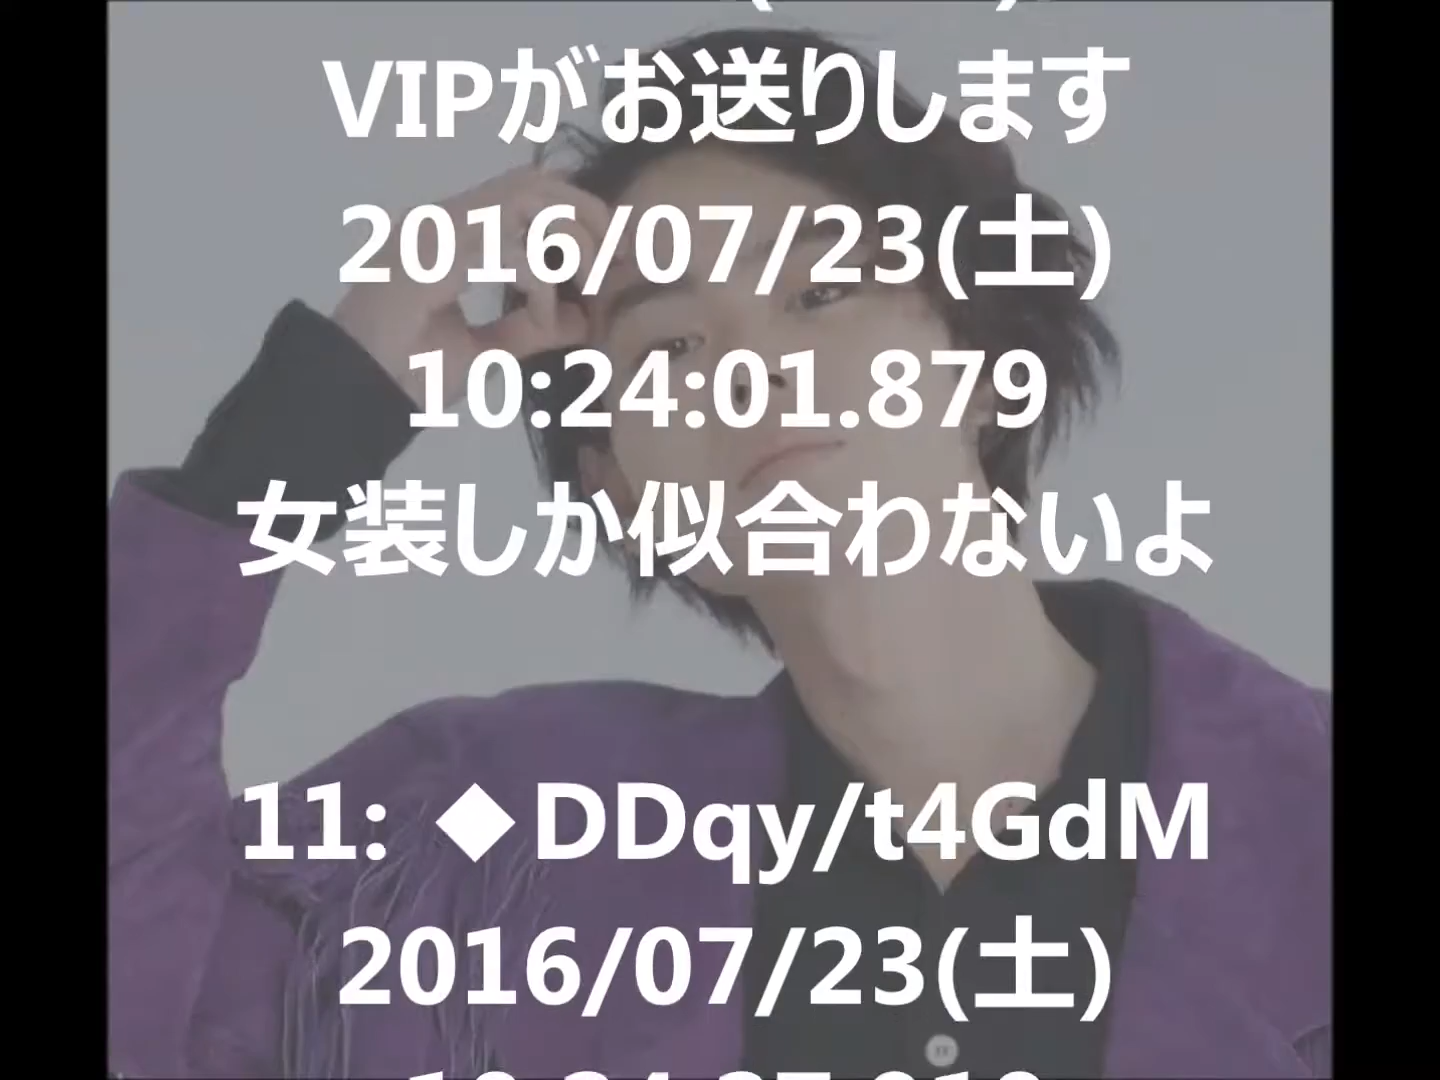 VIPがお送りします
2016/07/23(土)
10:24:01.879
女装しか似合わないよ
11: ◆DDqy/t4GdM
2016/07/23(土)